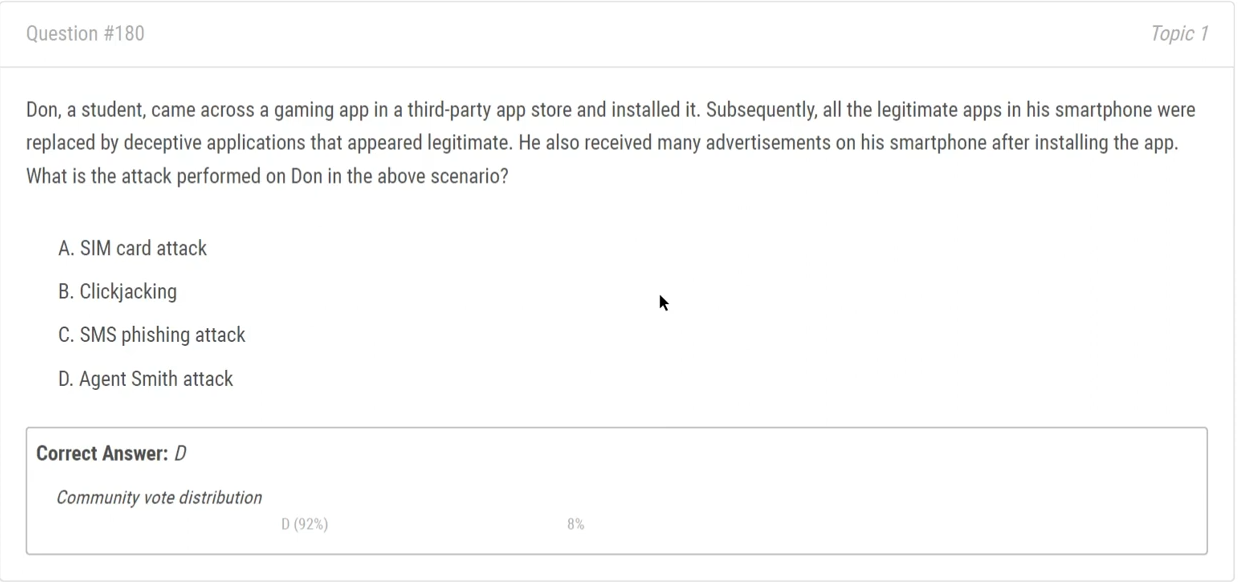 Question #180
Topic 1
Don, a student, came across a gaming app in a third-party app store and installed it. Subsequently, all the legitimate apps in his smartphone were
replaced by deceptive applications that appeared legitimate. He also received many advertisements on his smartphone after installing the app.
What is the attack performed on Don in the above scenario?
A. SIM card attack
B. Clickjacking
C. SMS phishing attack
D. Agent Smith attack
Correct Answer: D
Community vote distribution
D (92%)
8%